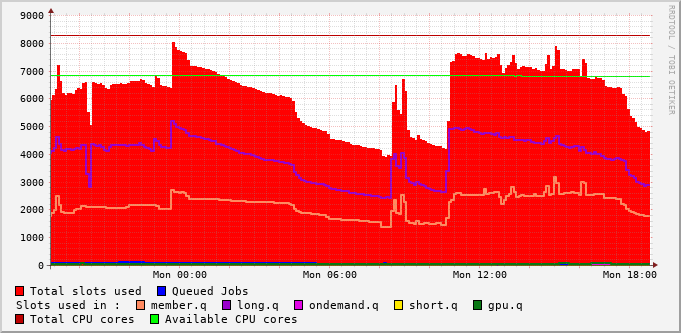 9000
8000
7000
6000
5000
4000
3000
2000
1000
0
Mon 00:00 Mon 06:00 Mon 12:00 Mon 18:00
Total slots used Queued Jobs
Slots used in : member.q long.q ondemand.q short.q gpu.q
Total CPU cores Available CPU cores
RRDTOOL / TOBI OETIKER